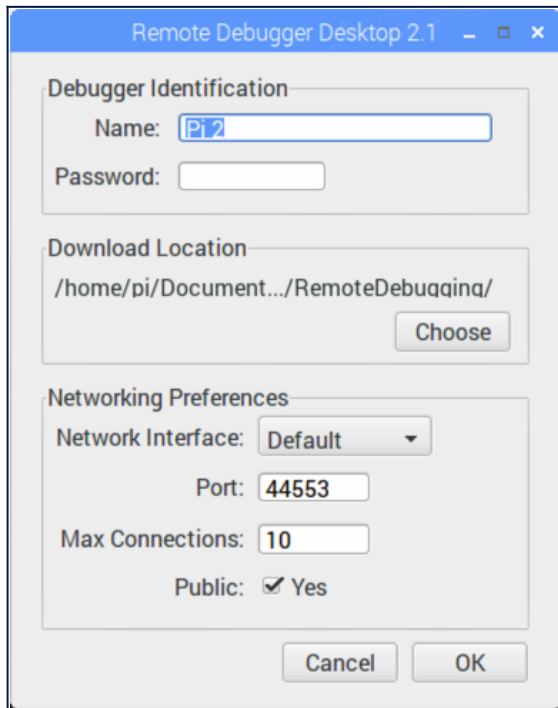 Remote Debugger Desktop 2.1
Debugger Identification
Name: Pi 2
Password:
Download Location
/home/pi/Document.../RemoteDebugging/
Choose
Networking Preferences
Network Interface: Default
Port: 44553
Max Connections: 10
Public: Yes
Cancel OK